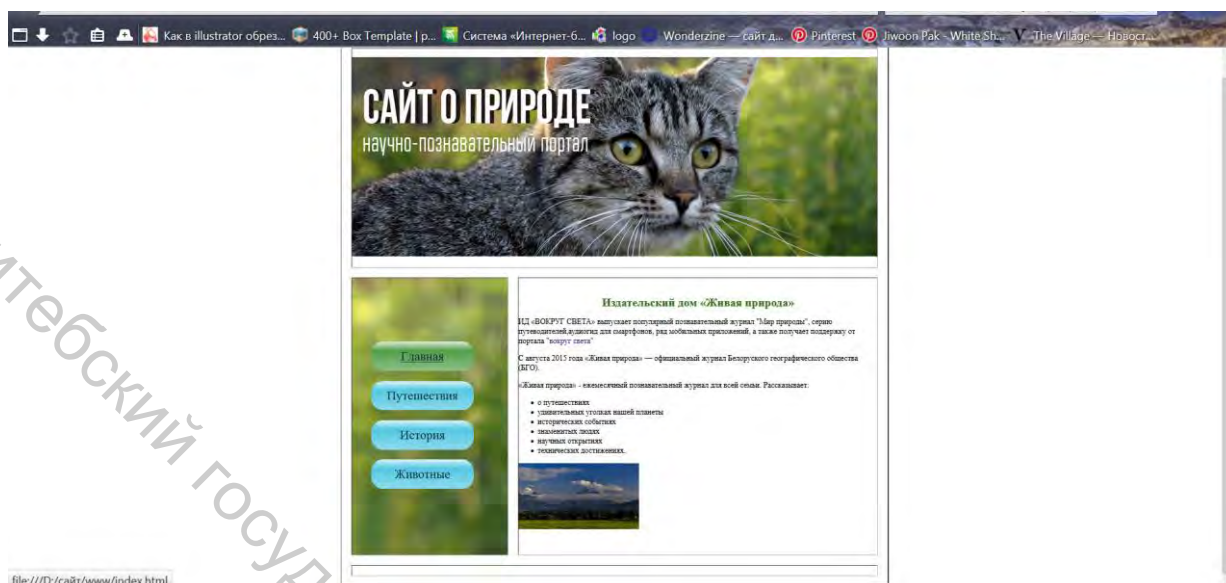 Как в illustrator обрез... 400+ Box Template | p... Система «Интернет-б... logo Wonderzine — сайт д... Pinterest Jiwoon Pak - White Sh... The Village — Новост...
САЙТ О ПРИРОДЕ
научно-познавательный портал
Издательский дом «Живая природа»
ИД «ВОКРУГ СВЕТА» выпускает популярный познавательный журнал "Мир природы", серию
путеводителей,аудиогид для смартфонов, ряд мобильных приложений, а также получает поддержку от
портала "вокруг света"
С августа 2015 года «Живая природа» — официальный журнал Белоруского географического общества
(БГО).
«Живая природа» - ежемесячный познавательный журнал для всей семьи. Рассказывает:
о путешествиях
удивительных уголках нашей планеты
исторических событиях
знаменитых людях
научных открытиях
технических достижениях.
Главная
Путешествия
История
Животные
file:///D:/сайт/www/index.html
итебский госуд